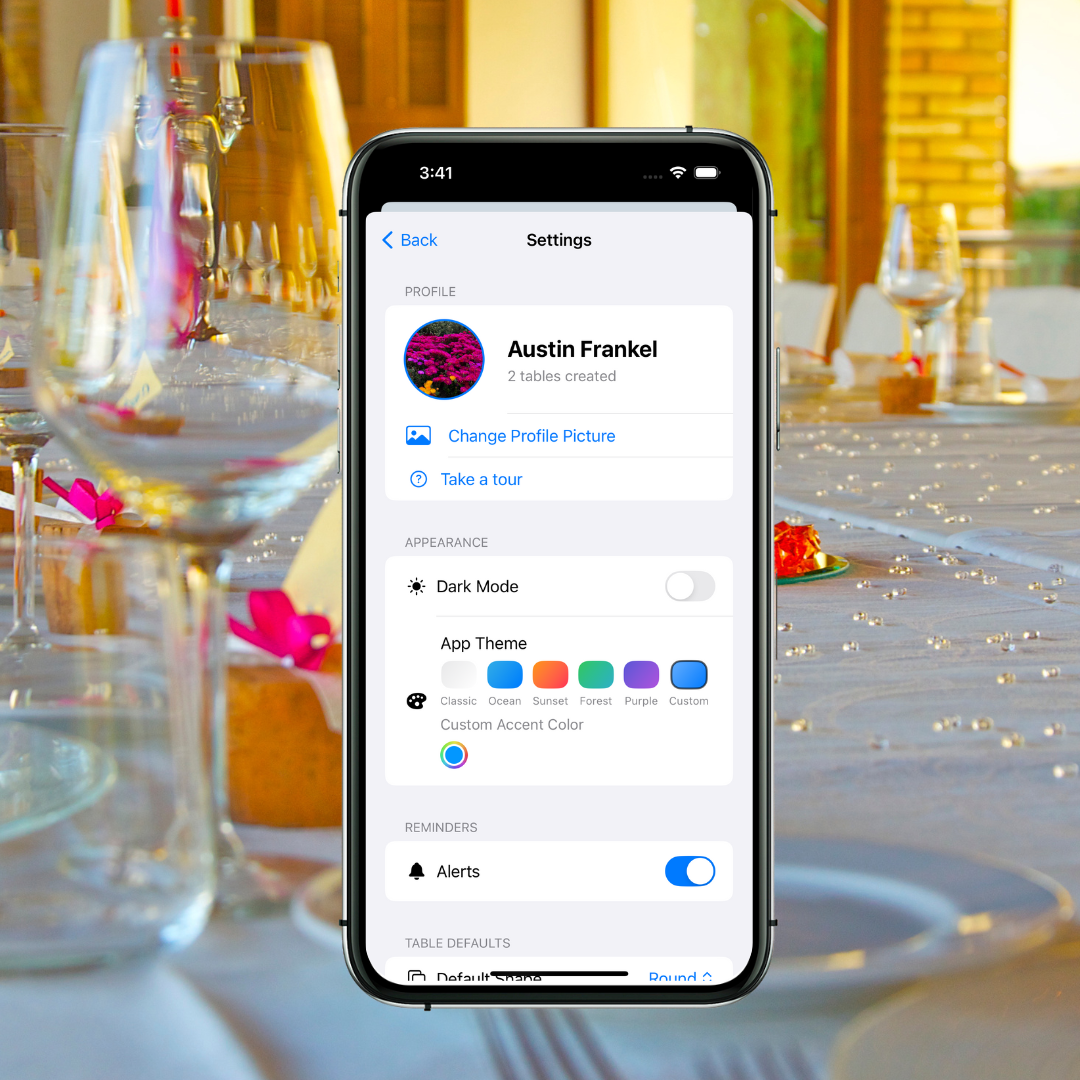 3:41
Back
Settings
PROFILE
Austin Frankel
2 tables created
Change Profile Picture
Take a tour
APPEARANCE
Dark Mode
App Theme
Classic Ocean Sunset Forest Purple Custom
Custom Accent Color
REMINDERS
Alerts
TABLE DEFAULTS
Default Shape Round